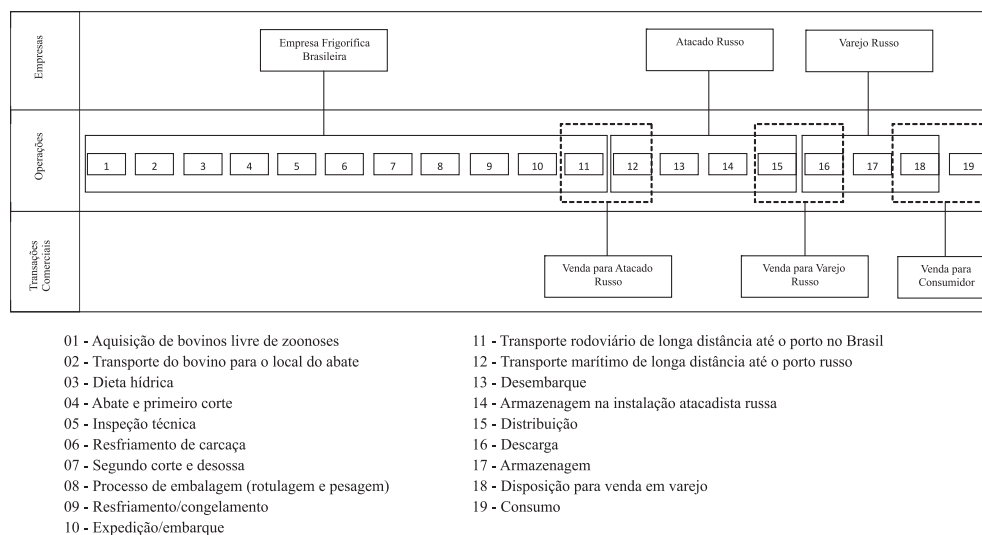 Empresas
Empresa Frigorífica
Brasileira
Atacado Russo
Varejo Russo
Operações
1 2 3 4 5 6 7 8 9 10 11 12 13 14 15 16 17 18 19
Transações
Comerciais
Venda para Atacado
Russo
Venda para Varejo
Russo
Venda para
Consumidor
01 - Aquisição de bovinos livre de zoonoses
02 - Transporte do bovino para o local do abate
03 - Dieta hídrica
04 - Abate e primeiro corte
05 - Inspeção técnica
06 - Resfriamento de carcaça
07 - Segundo corte e desossa
08 - Processo de embalagem (rotulagem e pesagem)
09 - Resfriamento/congelamento
10 - Expedição/embarque
11 - Transporte rodoviário de longa distância até o porto no Brasil
12 - Transporte marítimo de longa distância até o porto russo
13 - Desembarque
14 - Armazenagem na instalação atacadista russa
15 - Distribuição
16 - Descarga
17 - Armazenagem
18 - Disposição para venda em varejo
19 - Consumo